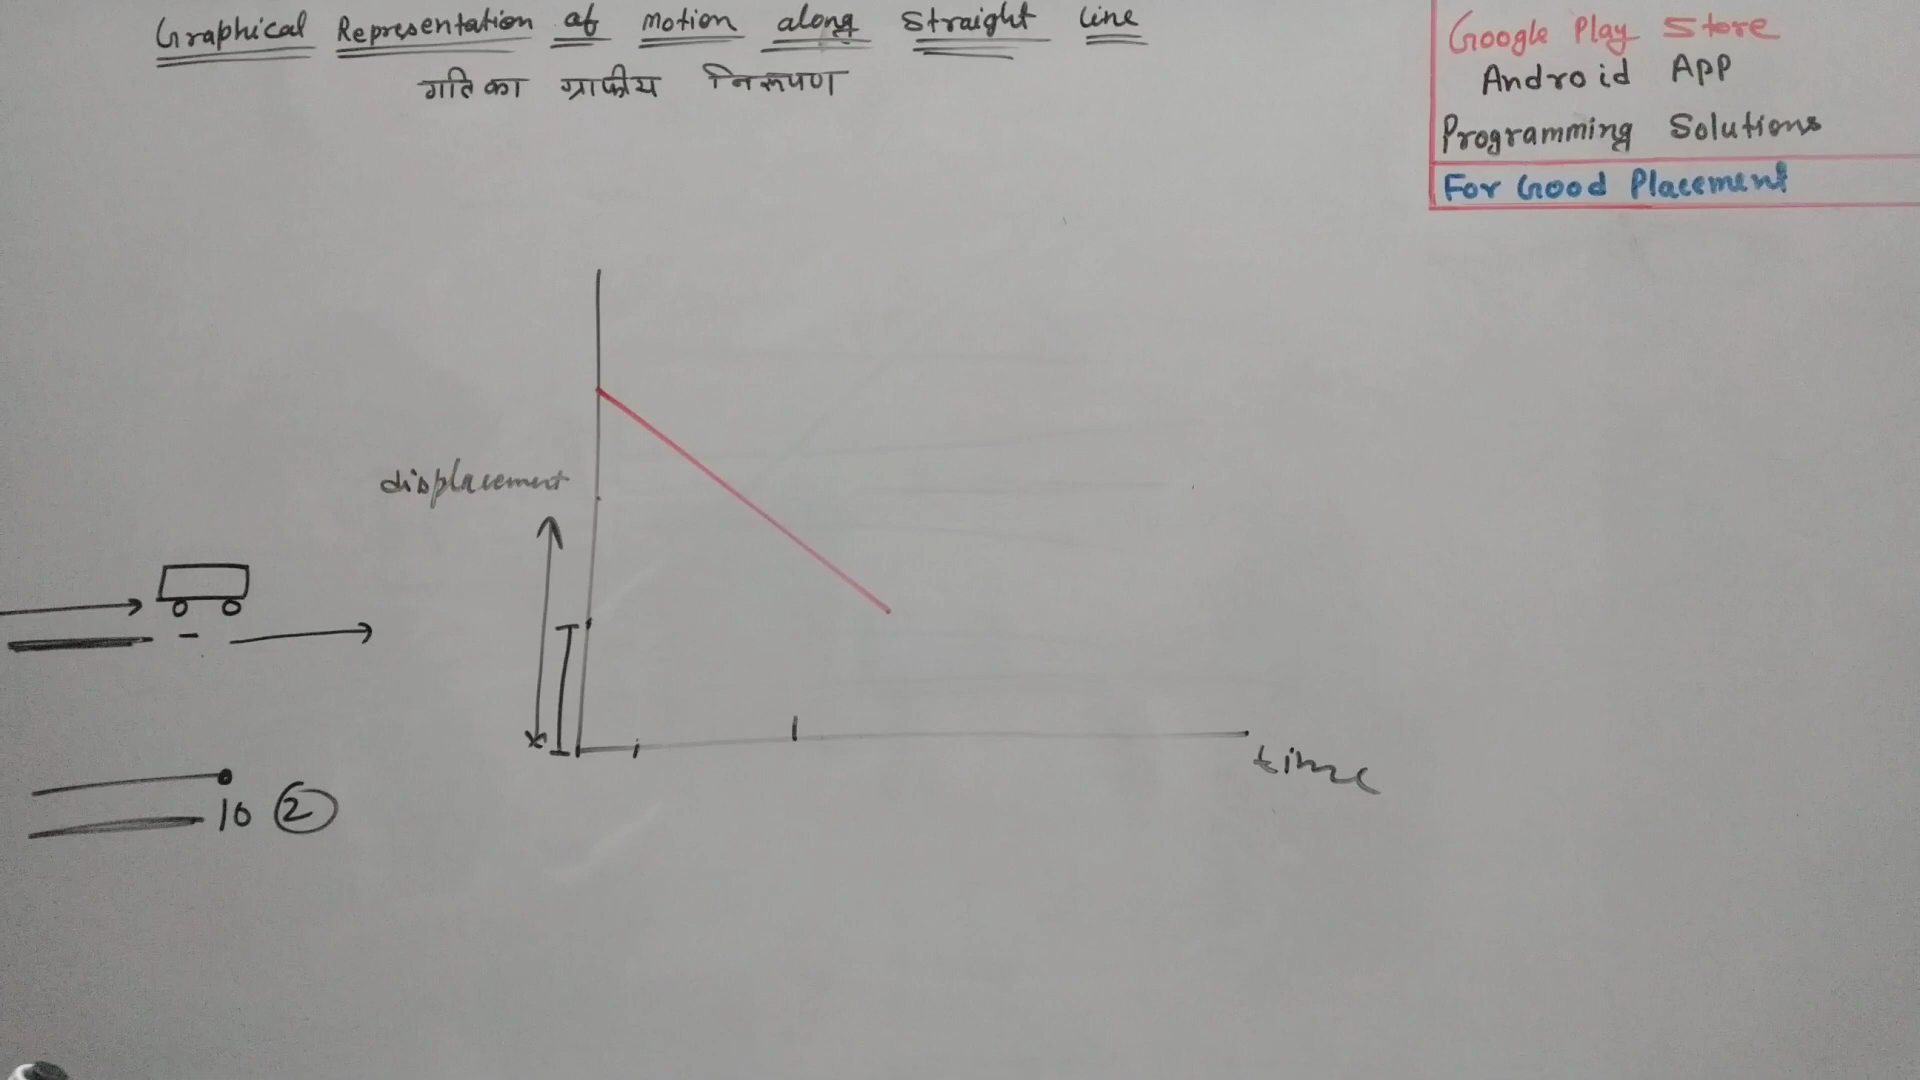 Graphical Representation of motion along Straight line
गति का ग्राफीय निरूपण
Google Play Store
Android APP
Programming Solutions
For Good Placement
displacement
time
10 2